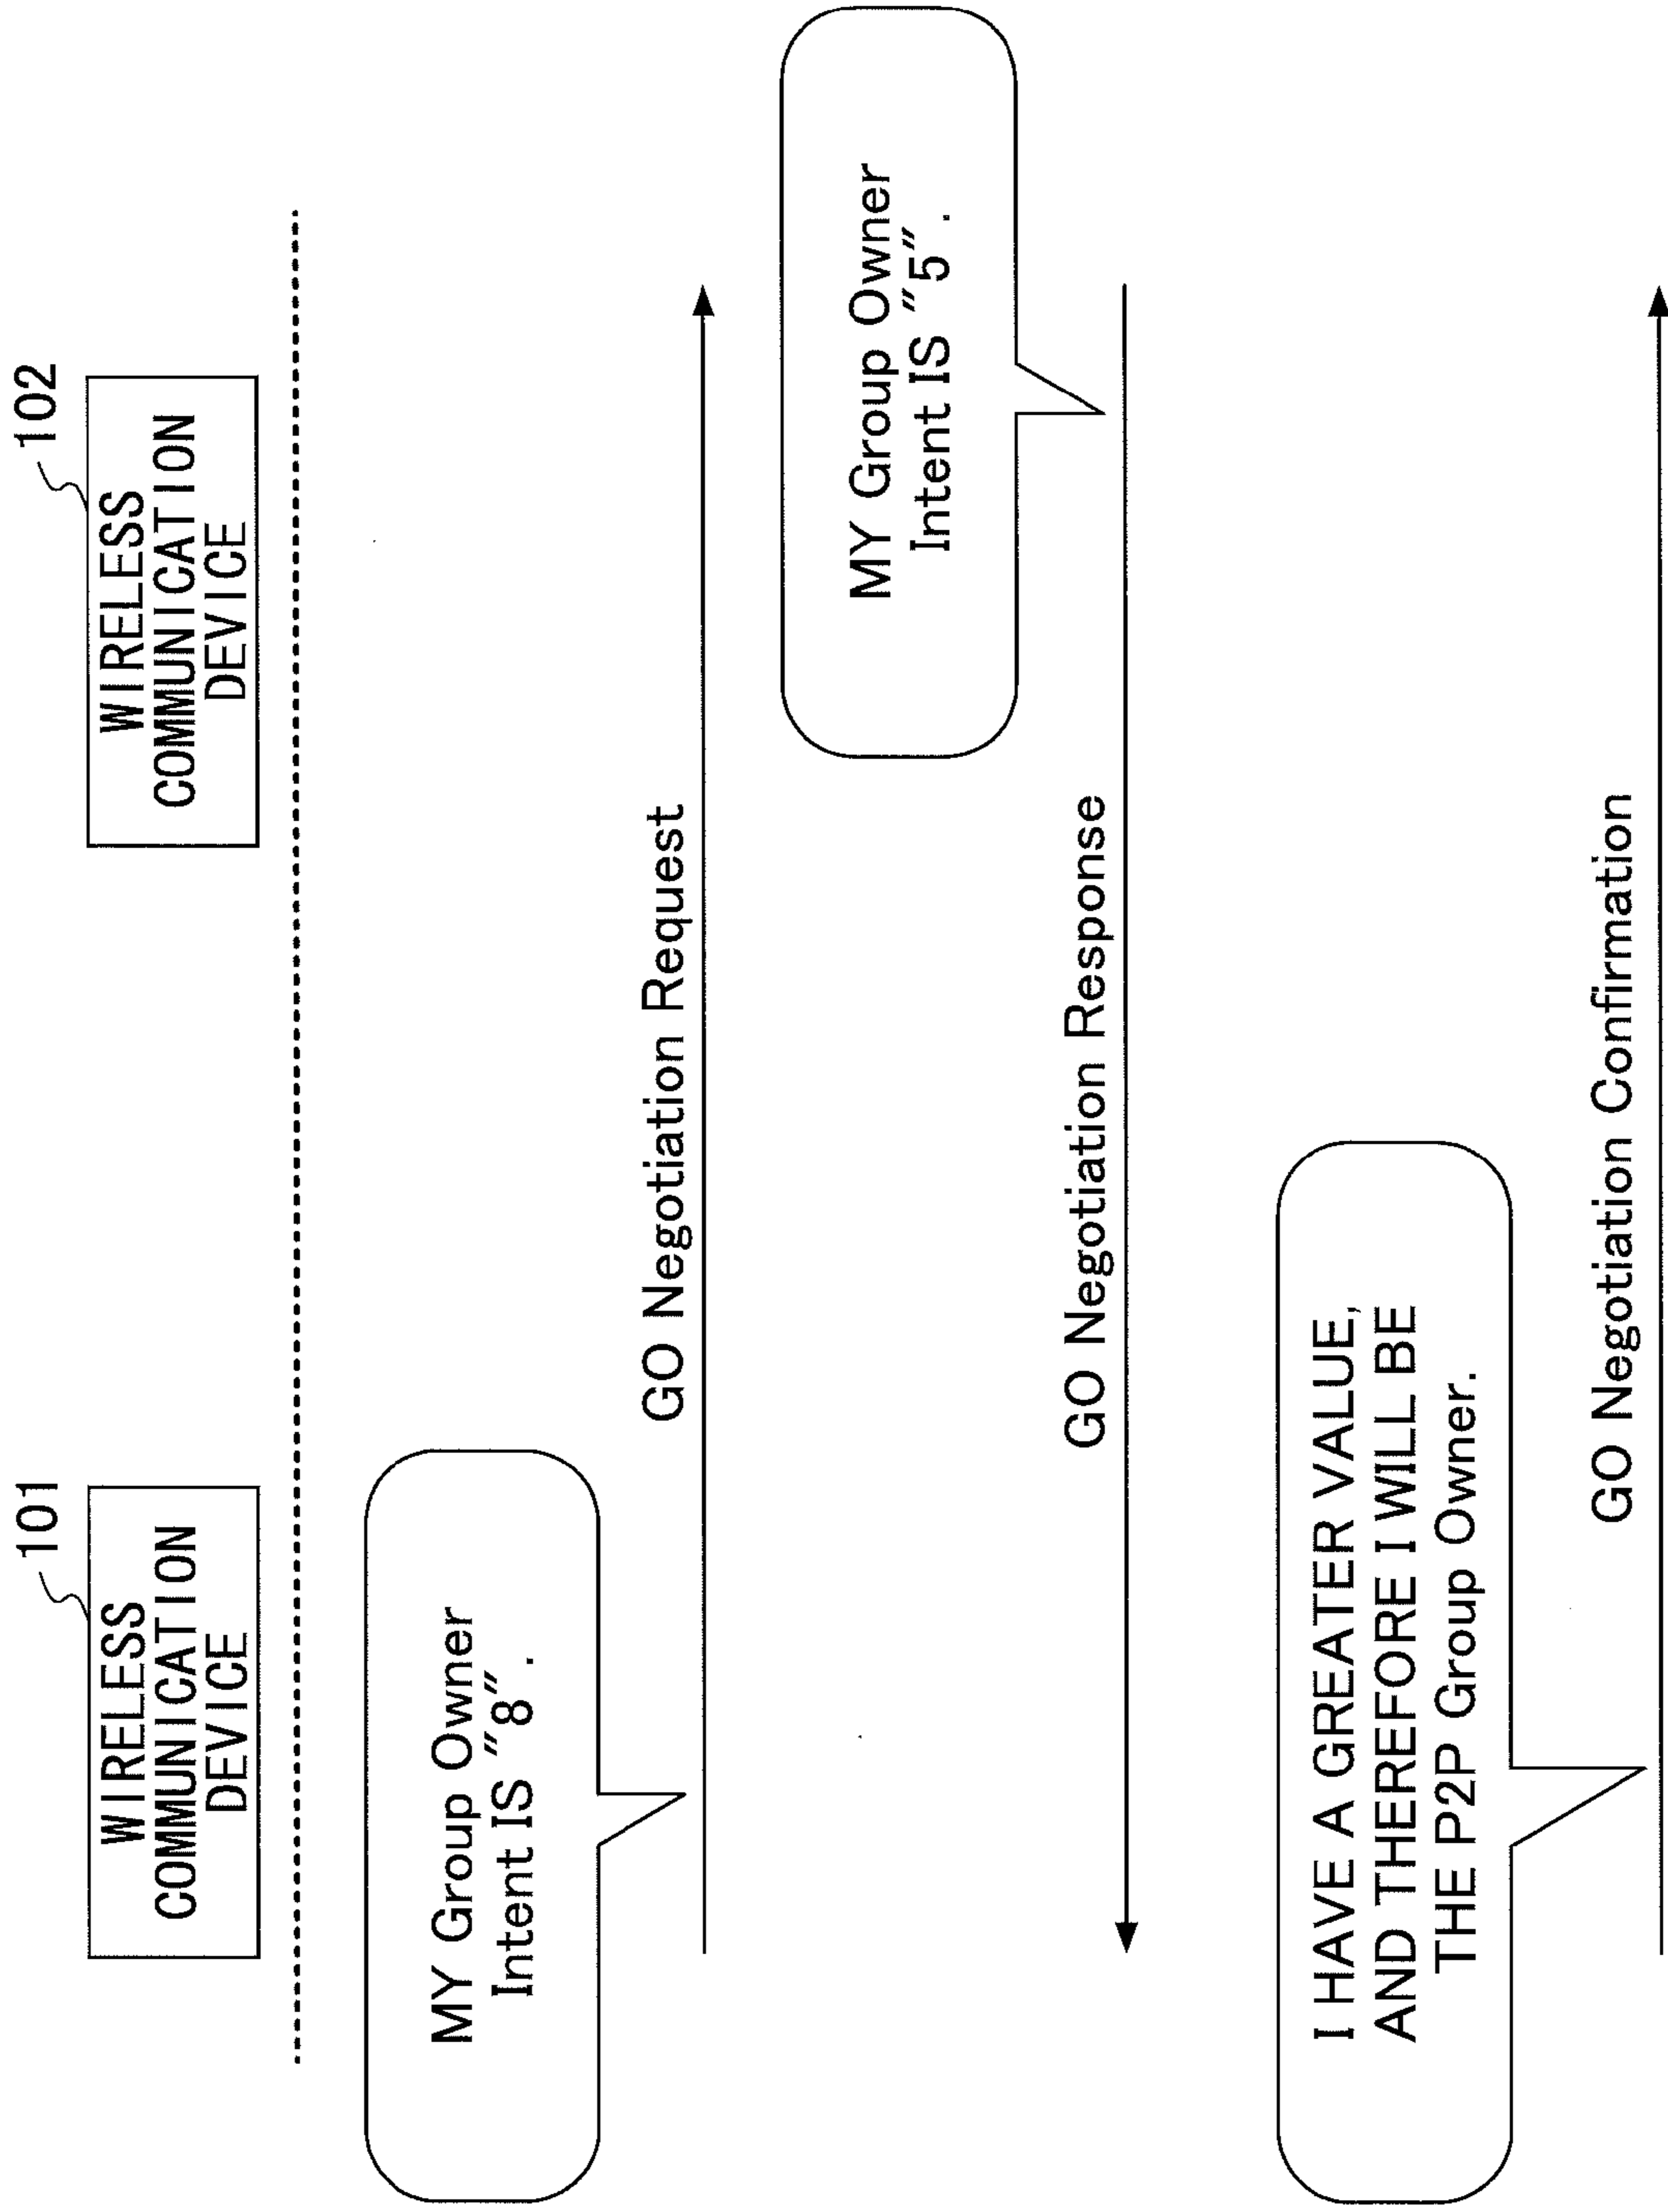 101
WIRELESS
COMMUNICATION
DEVICE
102
WIRELESS
COMMUNICATION
DEVICE
MY Group Owner
Intent IS "8".
GO Negotiation Request
MY Group Owner
Intent IS "5".
GO Negotiation Response
I HAVE A GREATER VALUE,
AND THEREFORE I WILL BE
THE P2P Group Owner.
GO Negotiation Confirmation